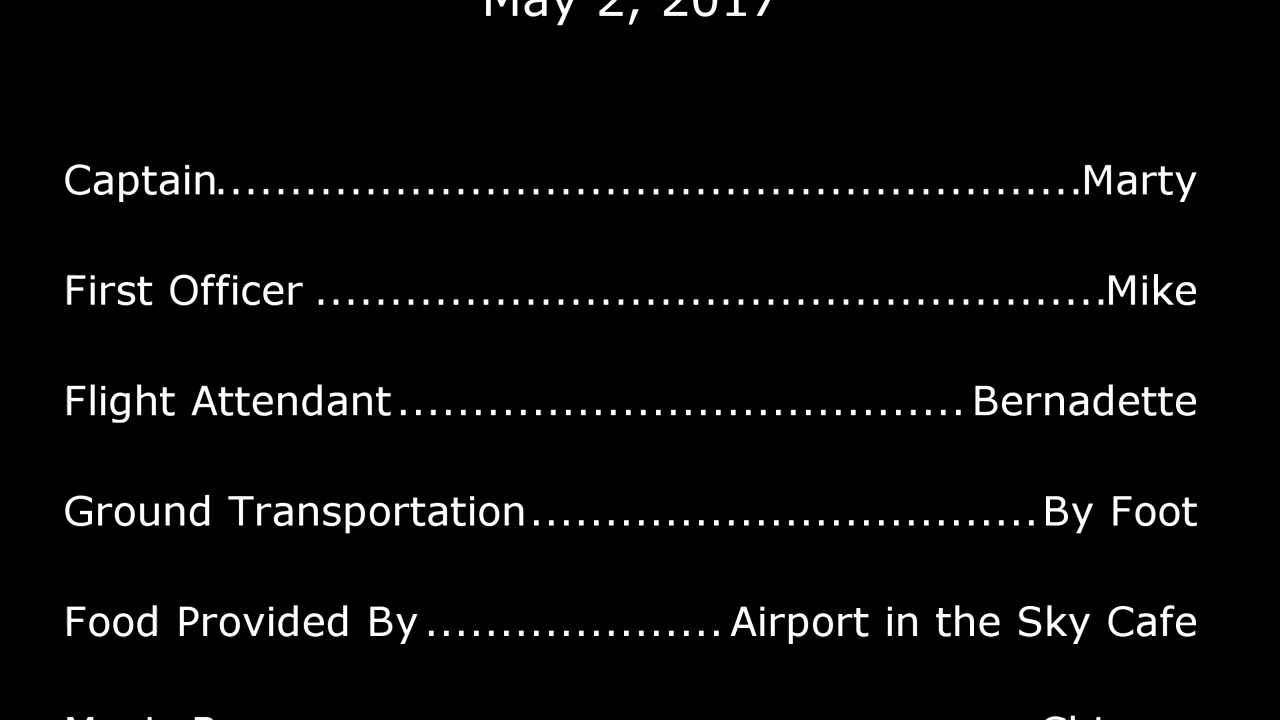 May 2, 2017
Captain.........................................................Marty
First Officer .....................................................Mike
Flight Attendant...................................... Bernadette
Ground Transportation.................................. By Foot
Food Provided By .................... Airport in the Sky Cafe